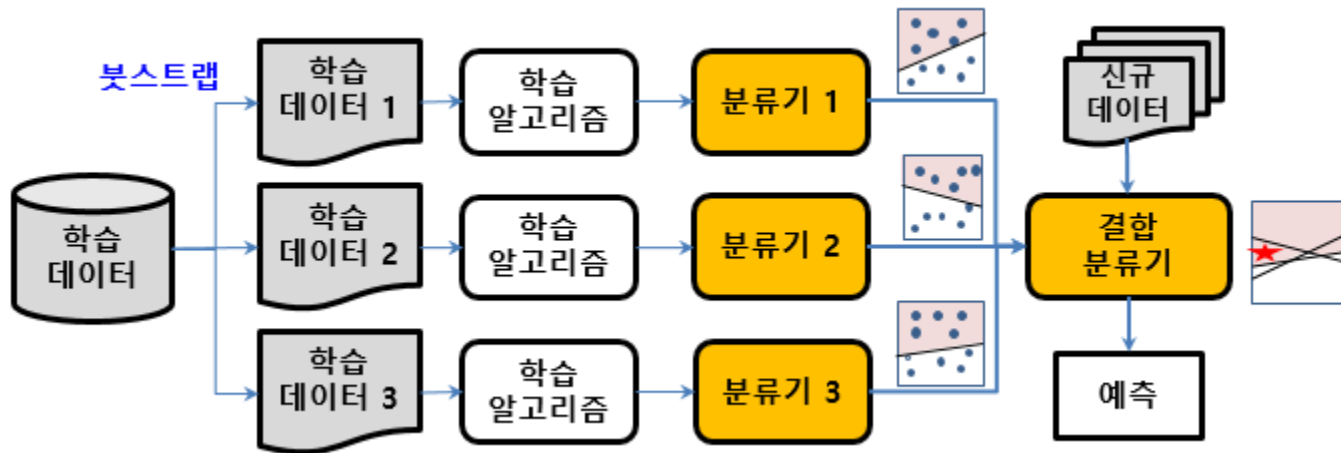 붓스트랩
학습
데이터
학습
데이터 1
학습
알고리즘
분류기 1
학습
데이터 2
학습
알고리즘
분류기 2
학습
데이터 3
학습
알고리즘
분류기 3
신규
데이터
결합
분류기
예측